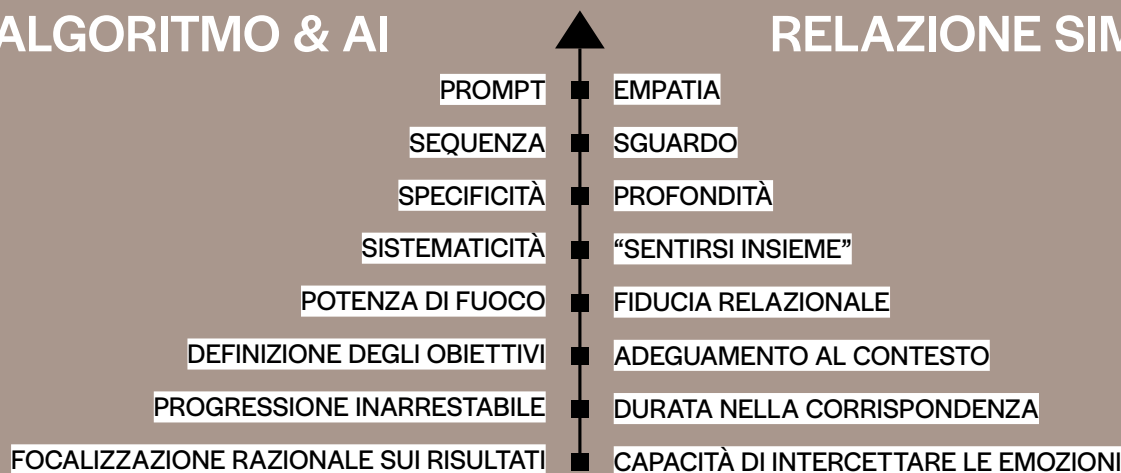 ALGORITMO & AI
RELAZIONE SIM
PROMPT
EMPATIA
SEQUENZA
SGUARDO
SPECIFICITÀ
PROFONDITÀ
SISTEMATICITÀ
“SENTIRSI INSIEME”
POTENZA DI FUOCO
FIDUCIA RELAZIONALE
DEFINIZIONE DEGLI OBIETTIVI
ADEGUAMENTO AL CONTESTO
PROGRESSIONE INARRESTABILE
DURATA NELLA CORRISPONDENZA
FOCALIZZAZIONE RAZIONALE SUI RISULTATI
CAPACITÀ DI INTERCETTARE LE EMOZIONI